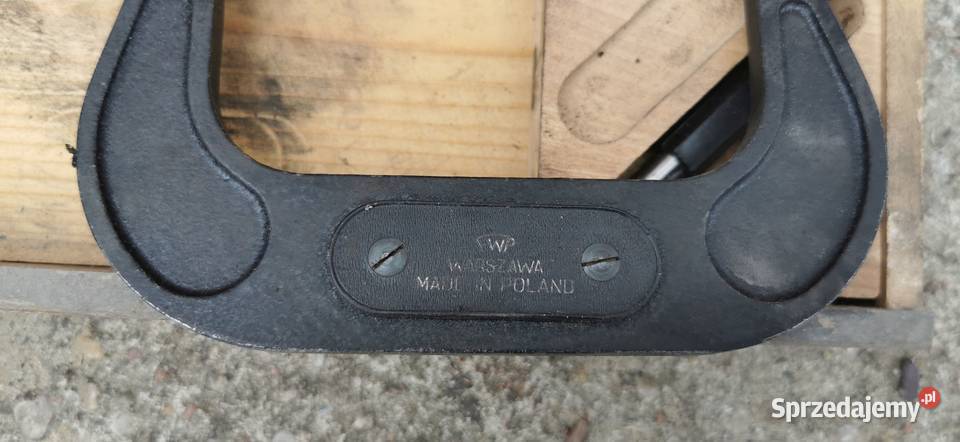 FWP
WARSZAWA
MADE IN POLAND
Sprzedajemy.pl